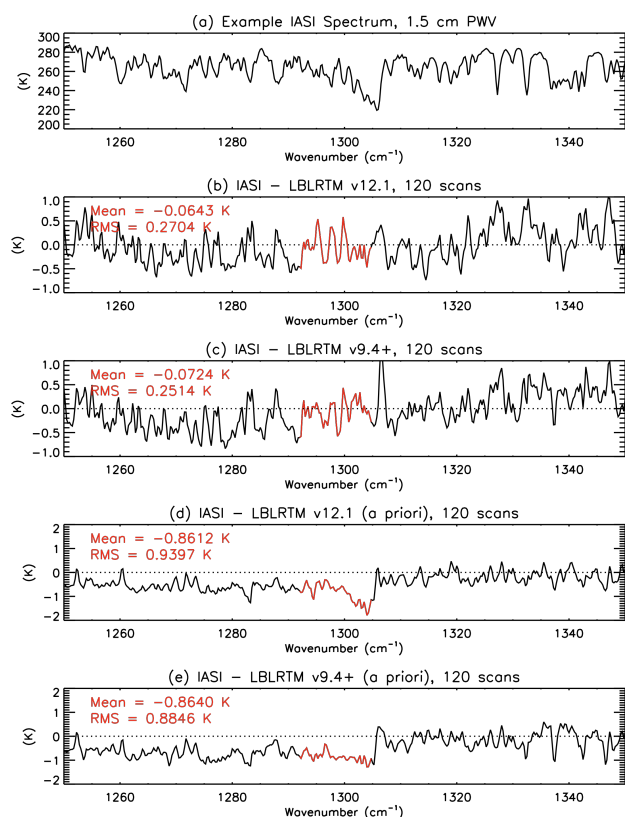 (a) Example IASI Spectrum, 1.5 cm PWV
300
280
260
240
220
200
(K)
1260 1280 1300 1320 1340
Wavenumber (cm⁻¹)
(b) IASI − LBLRTM v12.1, 120 scans
Mean = −0.0643 K
RMS = 0.2704 K
1.0
0.5
0.0
−0.5
−1.0
(K)
1260 1280 1300 1320 1340
Wavenumber (cm⁻¹)
(c) IASI − LBLRTM v9.4+, 120 scans
Mean = −0.0724 K
RMS = 0.2514 K
1.0
0.5
0.0
−0.5
−1.0
(K)
1260 1280 1300 1320 1340
Wavenumber (cm⁻¹)
(d) IASI − LBLRTM v12.1 (a priori), 120 scans
Mean = −0.8612 K
RMS = 0.9397 K
2
1
0
−1
−2
(K)
1260 1280 1300 1320 1340
Wavenumber (cm⁻¹)
(e) IASI − LBLRTM v9.4+ (a priori), 120 scans
Mean = −0.8640 K
RMS = 0.8846 K
2
1
0
−1
−2
(K)
1260 1280 1300 1320 1340
Wavenumber (cm⁻¹)